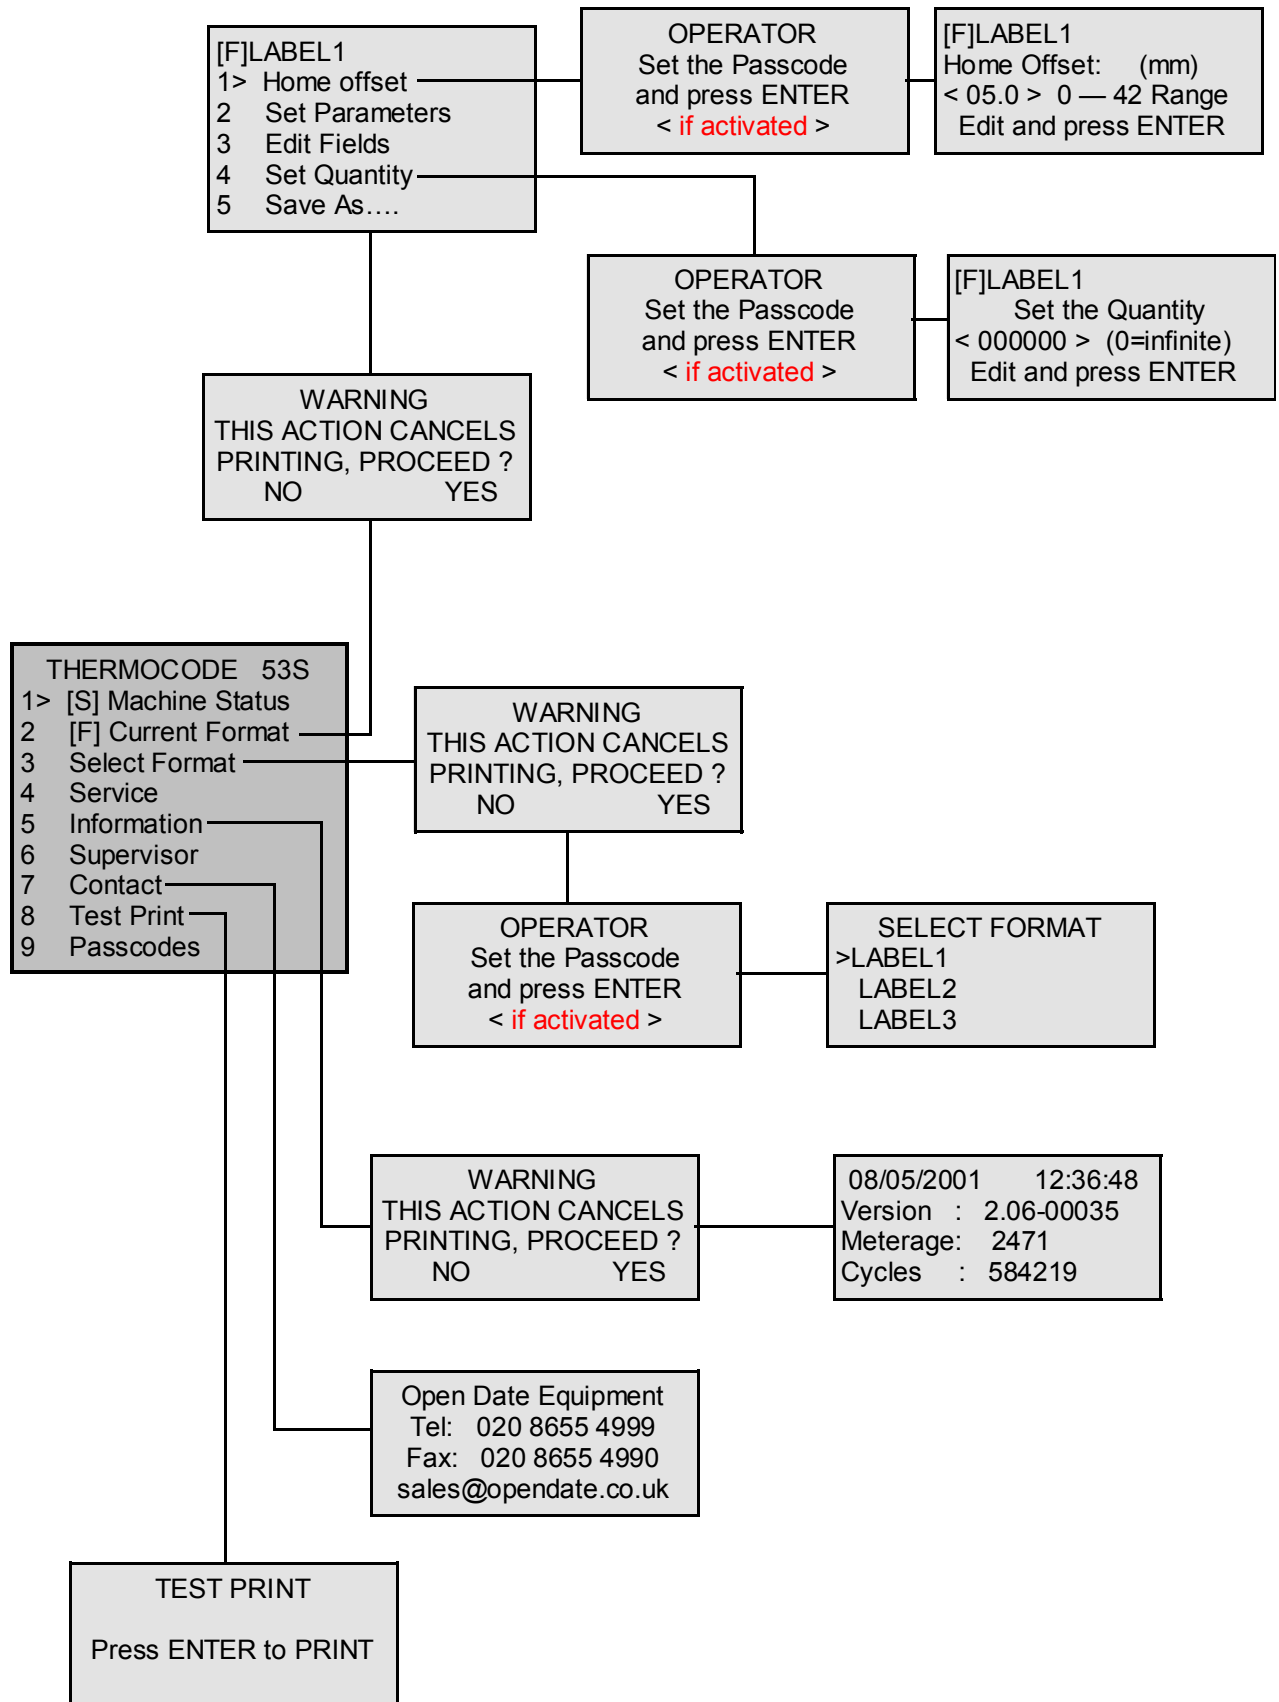 [F]LABEL1
1> Home offset
2 Set Parameters
3 Edit Fields
4 Set Quantity
5 Save As....
OPERATOR
Set the Passcode
and press ENTER
< if activated >
[F]LABEL1
Home Offset: (mm)
< 05.0 > 0 — 42 Range
Edit and press ENTER
OPERATOR
Set the Passcode
and press ENTER
< if activated >
[F]LABEL1
Set the Quantity
< 000000 > (0=infinite)
Edit and press ENTER
WARNING
THIS ACTION CANCELS
PRINTING, PROCEED ?
NO YES
THERMOCODE 53S
1> [S] Machine Status
2 [F] Current Format
3 Select Format
4 Service
5 Information
6 Supervisor
7 Contact
8 Test Print
9 Passcodes
WARNING
THIS ACTION CANCELS
PRINTING, PROCEED ?
NO YES
OPERATOR
Set the Passcode
and press ENTER
< if activated >
SELECT FORMAT
>LABEL1
LABEL2
LABEL3
WARNING
THIS ACTION CANCELS
PRINTING, PROCEED ?
NO YES
08/05/2001 12:36:48
Version : 2.06-00035
Meterage: 2471
Cycles : 584219
Open Date Equipment
Tel: 020 8655 4999
Fax: 020 8655 4990
sales@opendate.co.uk
TEST PRINT
Press ENTER to PRINT